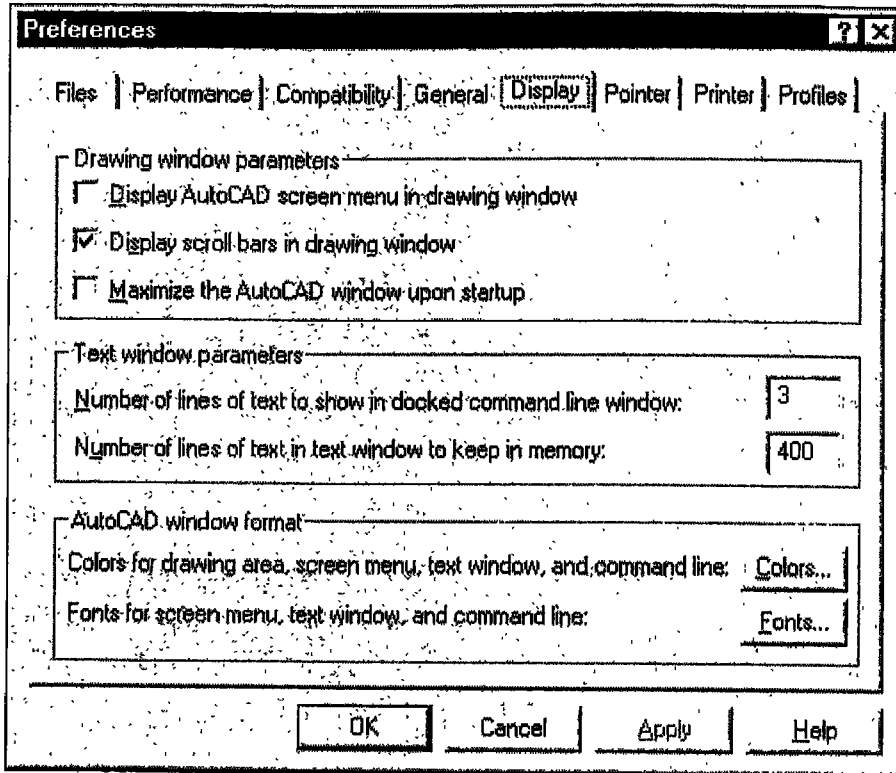 Preferences
Files Performance Compatibility General Display Pointer Printer Profiles
Drawing window parameters
Display AutoCAD screen menu in drawing window
Display scroll bars in drawing window
Maximize the AutoCAD window upon startup
Text window parameters
Number of lines of text to show in docked command line window: 3
Number of lines of text in text window to keep in memory: 400
AutoCAD window format
Colors for drawing area, screen menu, text window, and command line: Colors...
Fonts for screen menu, text window, and command line: Fonts...
OK Cancel Apply Help